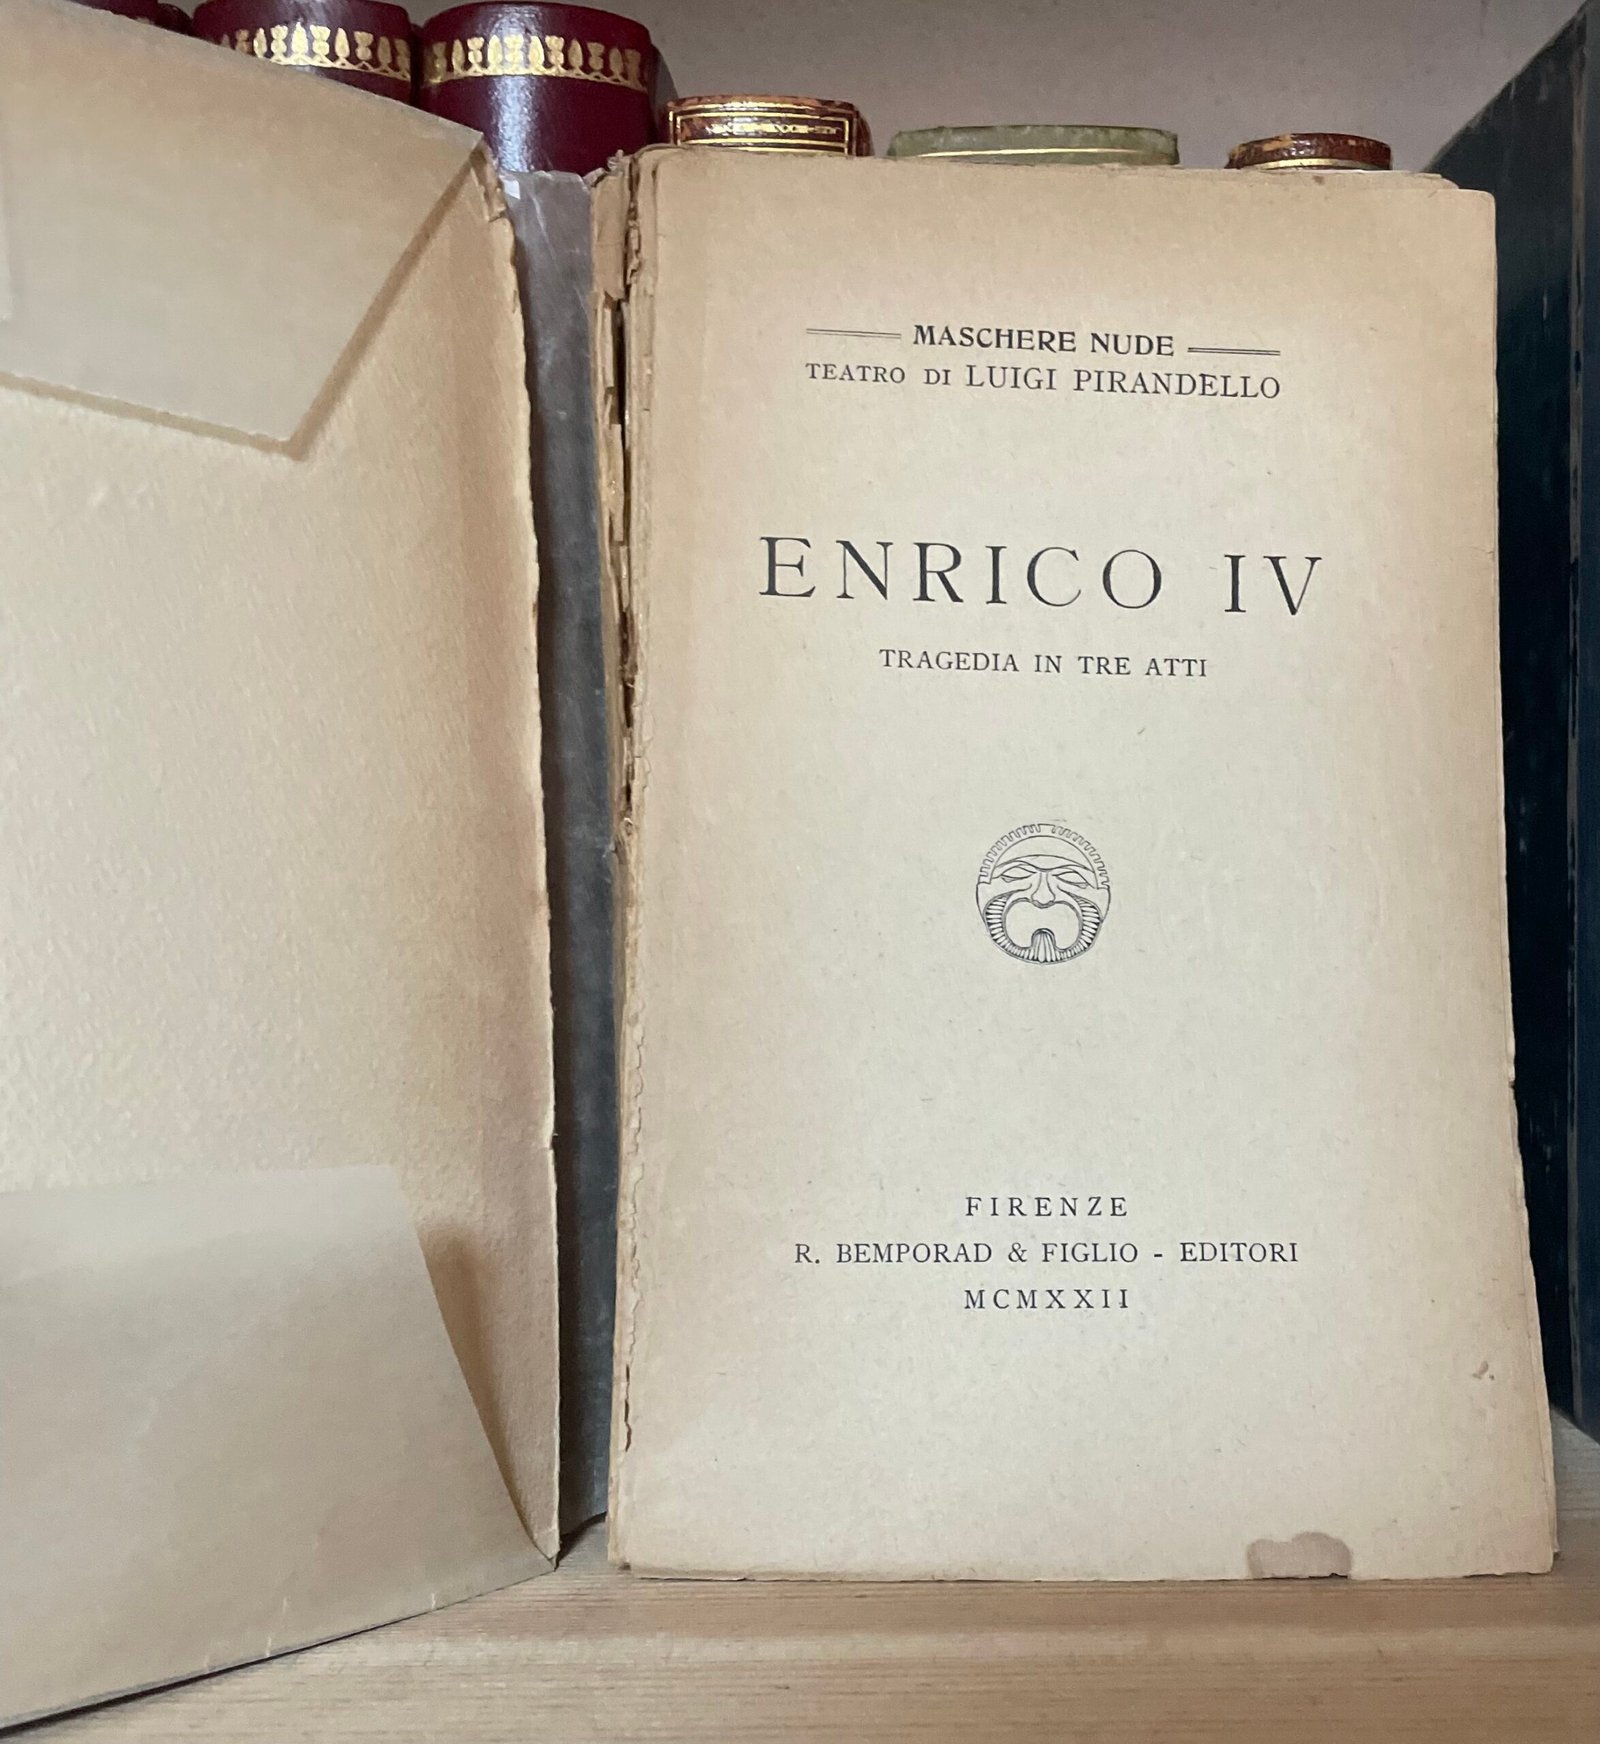 MASCHERE NUDE
TEATRO DI LUIGI PIRANDELLO
ENRICO IV
TRAGEDIA IN TRE ATTI
FIRENZE
R. BEMPORAD & FIGLIO - EDITORI
MCMXXII